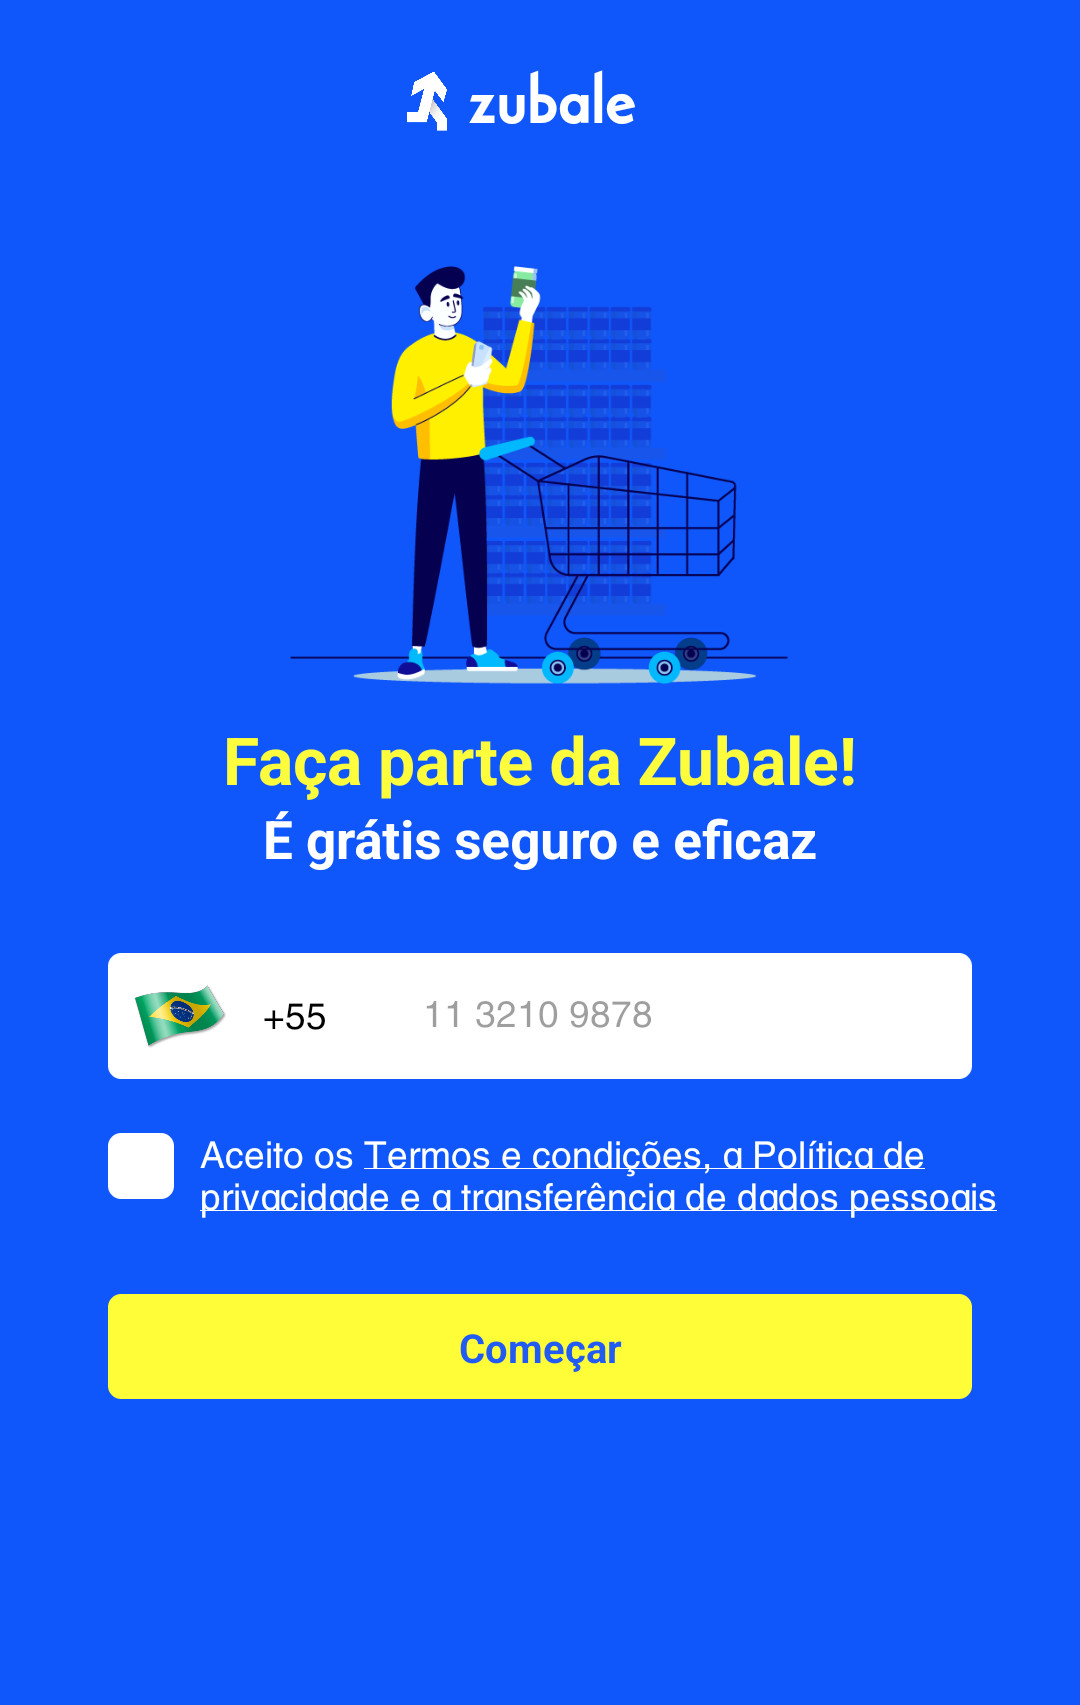 zubale
Faça parte da Zubale!
É grátis seguro e eficaz
+55 11 3210 9878
Aceito os Termos e condições, a Política de
privacidade e a transferência de dados pessoais
Começar